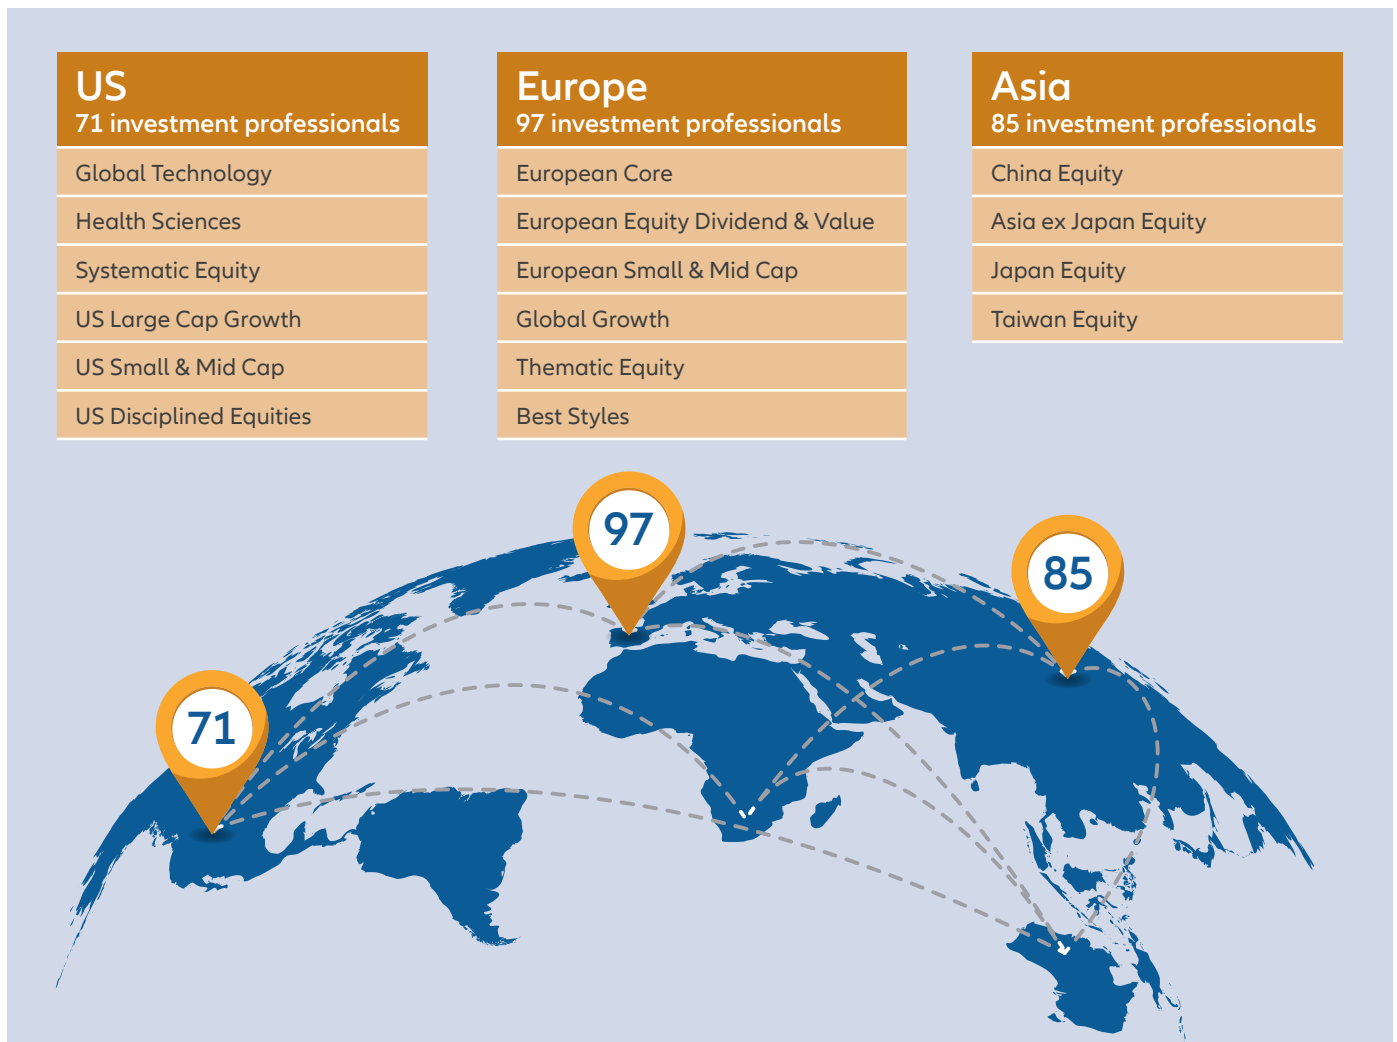 US
71 investment professionals
Global Technology
Health Sciences
Systematic Equity
US Large Cap Growth
US Small & Mid Cap
US Disciplined Equities
Europe
97 investment professionals
European Core
European Equity Dividend & Value
European Small & Mid Cap
Global Growth
Thematic Equity
Best Styles
Asia
85 investment professionals
China Equity
Asia ex Japan Equity
Japan Equity
Taiwan Equity
97
85
71